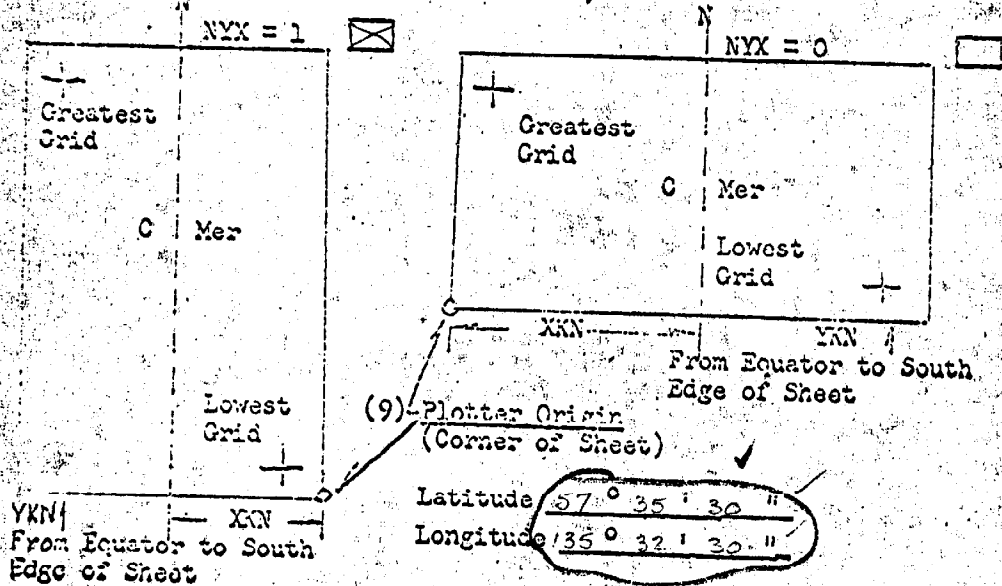 N
NYX = 1
Greatest
Grid
C Mer
Lowest
Grid
YKN
XKN
From Equator to South
Edge of Sheet
N
NYX = 0
Greatest
Grid
C Mer
Lowest
Grid
XKN
YKN
From Equator to South
Edge of Sheet
(9) Plotter Origin
(Corner of Sheet)
Latitude 57 ° 35 ' 30 "
Longitude 135 ° 32 ' 30 "